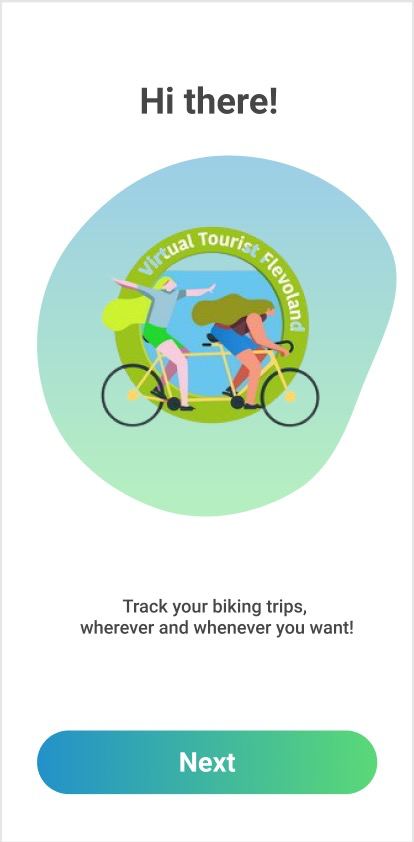 Hi there!
Virtual Tourist Flevoland
Track your biking trips,
wherever and whenever you want!
Next